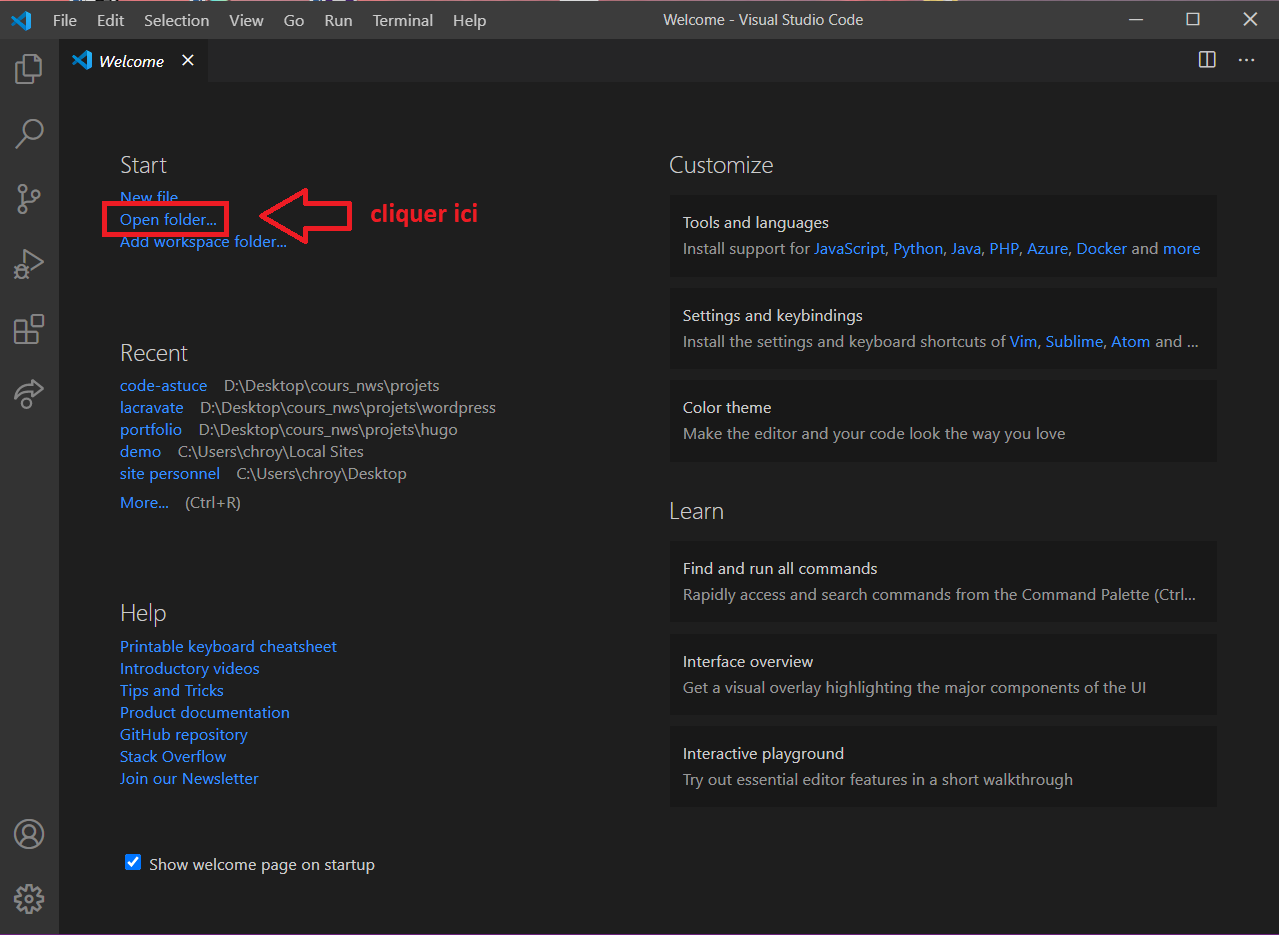 File Edit Selection View Go Run Terminal Help Welcome - Visual Studio Code
Welcome
Start
New file
Open folder...
cliquer ici
Add workspace folder...
Recent
code-astuce D:\Desktop\cours_nws\projets
lacravate D:\Desktop\cours_nws\projets\wordpress
portfolio D:\Desktop\cours_nws\projets\hugo
demo C:\Users\chroy\Local Sites
site personnel C:\Users\chroy\Desktop
More... (Ctrl+R)
Help
Printable keyboard cheatsheet
Introductory videos
Tips and Tricks
Product documentation
GitHub repository
Stack Overflow
Join our Newsletter
Show welcome page on startup
Customize
Tools and languages
Install support for JavaScript, Python, Java, PHP, Azure, Docker and more
Settings and keybindings
Install the settings and keyboard shortcuts of Vim, Sublime, Atom and ...
Color theme
Make the editor and your code look the way you love
Learn
Find and run all commands
Rapidly access and search commands from the Command Palette (Ctrl...
Interface overview
Get a visual overlay highlighting the major components of the UI
Interactive playground
Try out essential editor features in a short walkthrough